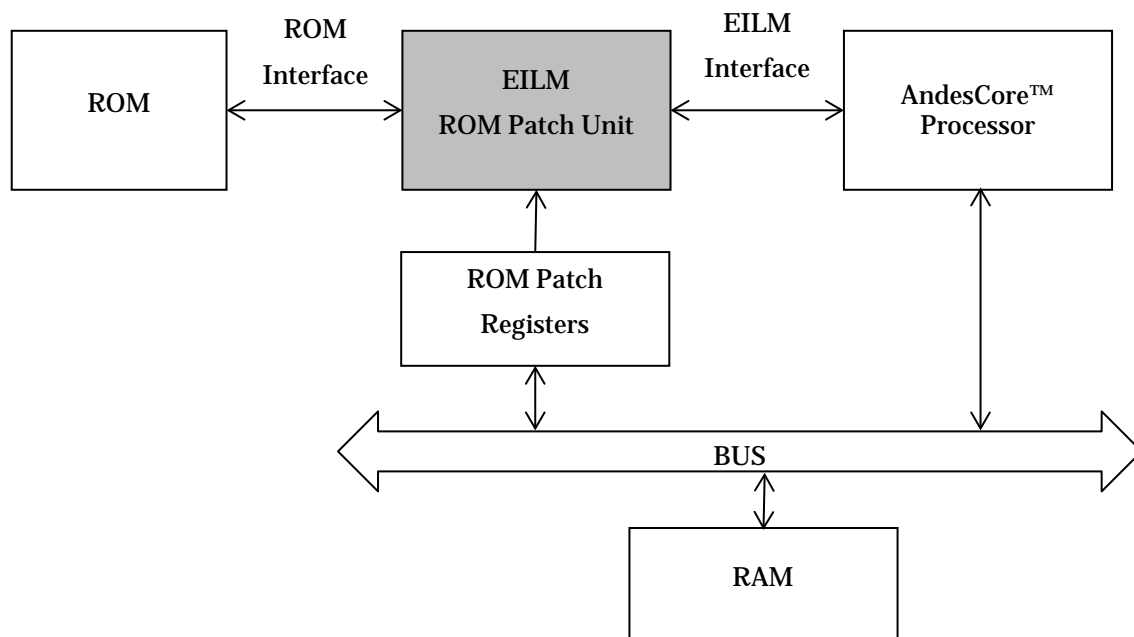 ROM
Interface
EILM
Interface
ROM
EILM
ROM Patch Unit
AndesCore™
Processor
ROM Patch
Registers
BUS
RAM